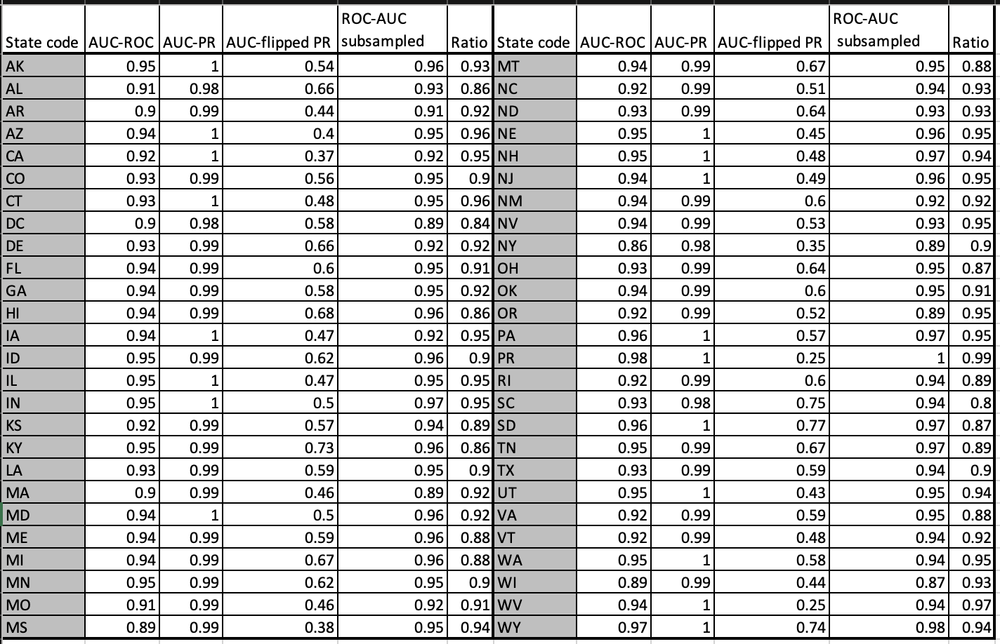 State code AUC-ROC AUC-PR AUC-flipped PR ROC-AUC subsampled Ratio State code AUC-ROC AUC-PR AUC-flipped PR ROC-AUC subsampled Ratio
AK 0.95 1 0.54 0.96 0.93 MT 0.94 0.99 0.67 0.95 0.88
AL 0.91 0.98 0.66 0.93 0.86 NC 0.92 0.99 0.51 0.94 0.93
AR 0.9 0.99 0.44 0.91 0.92 ND 0.93 0.99 0.64 0.93 0.93
AZ 0.94 1 0.4 0.95 0.96 NE 0.95 1 0.45 0.96 0.95
CA 0.92 1 0.37 0.92 0.95 NH 0.95 1 0.48 0.97 0.94
CO 0.93 0.99 0.56 0.95 0.9 NJ 0.94 1 0.49 0.96 0.95
CT 0.93 1 0.48 0.95 0.96 NM 0.94 0.99 0.6 0.92 0.92
DC 0.9 0.98 0.58 0.89 0.84 NV 0.94 0.99 0.53 0.93 0.95
DE 0.93 0.99 0.66 0.92 0.92 NY 0.86 0.98 0.35 0.89 0.9
FL 0.94 0.99 0.6 0.95 0.91 OH 0.93 0.99 0.64 0.95 0.87
GA 0.94 0.99 0.58 0.95 0.92 OK 0.94 0.99 0.6 0.95 0.91
HI 0.94 0.99 0.68 0.96 0.86 OR 0.92 0.99 0.52 0.89 0.95
IA 0.94 1 0.47 0.92 0.95 PA 0.96 1 0.57 0.97 0.95
ID 0.95 0.99 0.62 0.96 0.9 PR 0.98 1 0.25 1 0.99
IL 0.95 1 0.47 0.95 0.95 RI 0.92 0.99 0.6 0.94 0.89
IN 0.95 1 0.5 0.97 0.95 SC 0.93 0.98 0.75 0.94 0.8
KS 0.92 0.99 0.57 0.94 0.89 SD 0.96 1 0.77 0.97 0.87
KY 0.95 0.99 0.73 0.96 0.86 TN 0.95 0.99 0.67 0.97 0.89
LA 0.93 0.99 0.59 0.95 0.9 TX 0.93 0.99 0.59 0.94 0.9
MA 0.9 0.99 0.46 0.89 0.92 UT 0.95 1 0.43 0.95 0.94
MD 0.94 1 0.5 0.96 0.92 VA 0.92 0.99 0.59 0.95 0.88
ME 0.94 0.99 0.59 0.96 0.88 VT 0.92 0.99 0.48 0.94 0.92
MI 0.94 0.99 0.67 0.96 0.88 WA 0.95 1 0.58 0.94 0.95
MN 0.95 0.99 0.62 0.95 0.9 WI 0.89 0.99 0.44 0.87 0.93
MO 0.91 0.99 0.46 0.92 0.91 WV 0.94 1 0.25 0.94 0.97
MS 0.89 0.99 0.38 0.95 0.94 WY 0.97 1 0.74 0.98 0.94